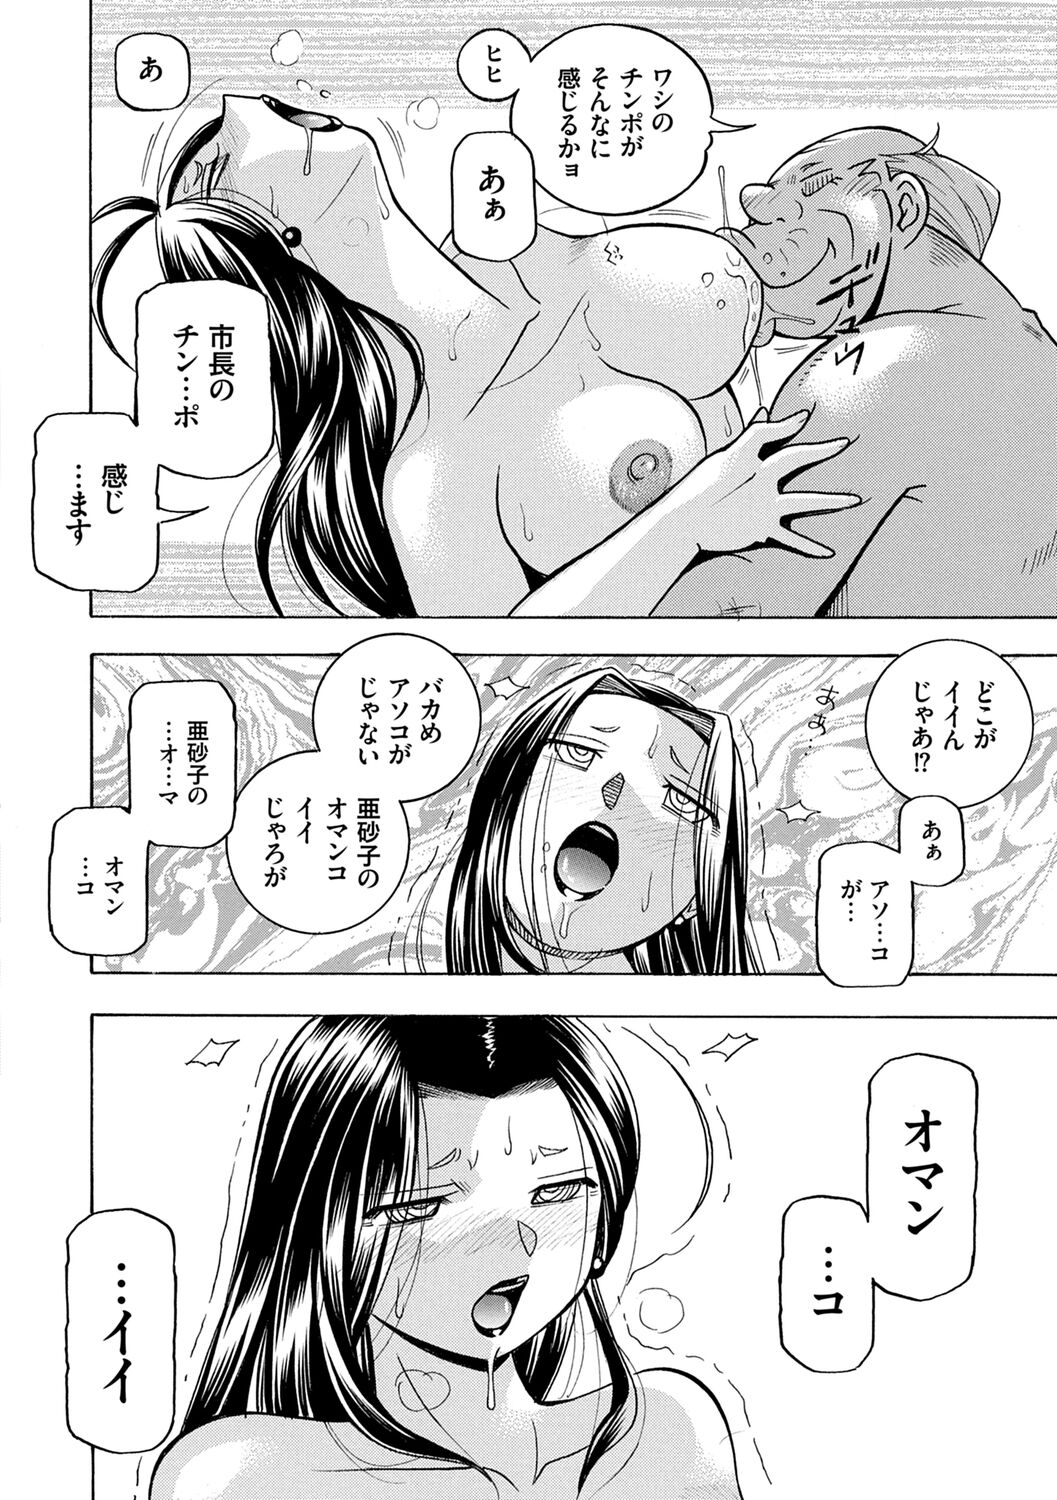 ワシの
チンポが
そんなに
感じるかョ
ヒヒ
ギュウ
あぁ
あ
市長の
チン…ポ
感じ
…ます
どこが
イイん
じゃあ!?
あぁ
アソ…コ
が…
ああ…
バカめ
アソコが
じゃない
亜砂子の
オマンコ
イイ
じゃろが
亜砂子の
…オ…マ
オマン
…コ
オマン
…コ
…イイ